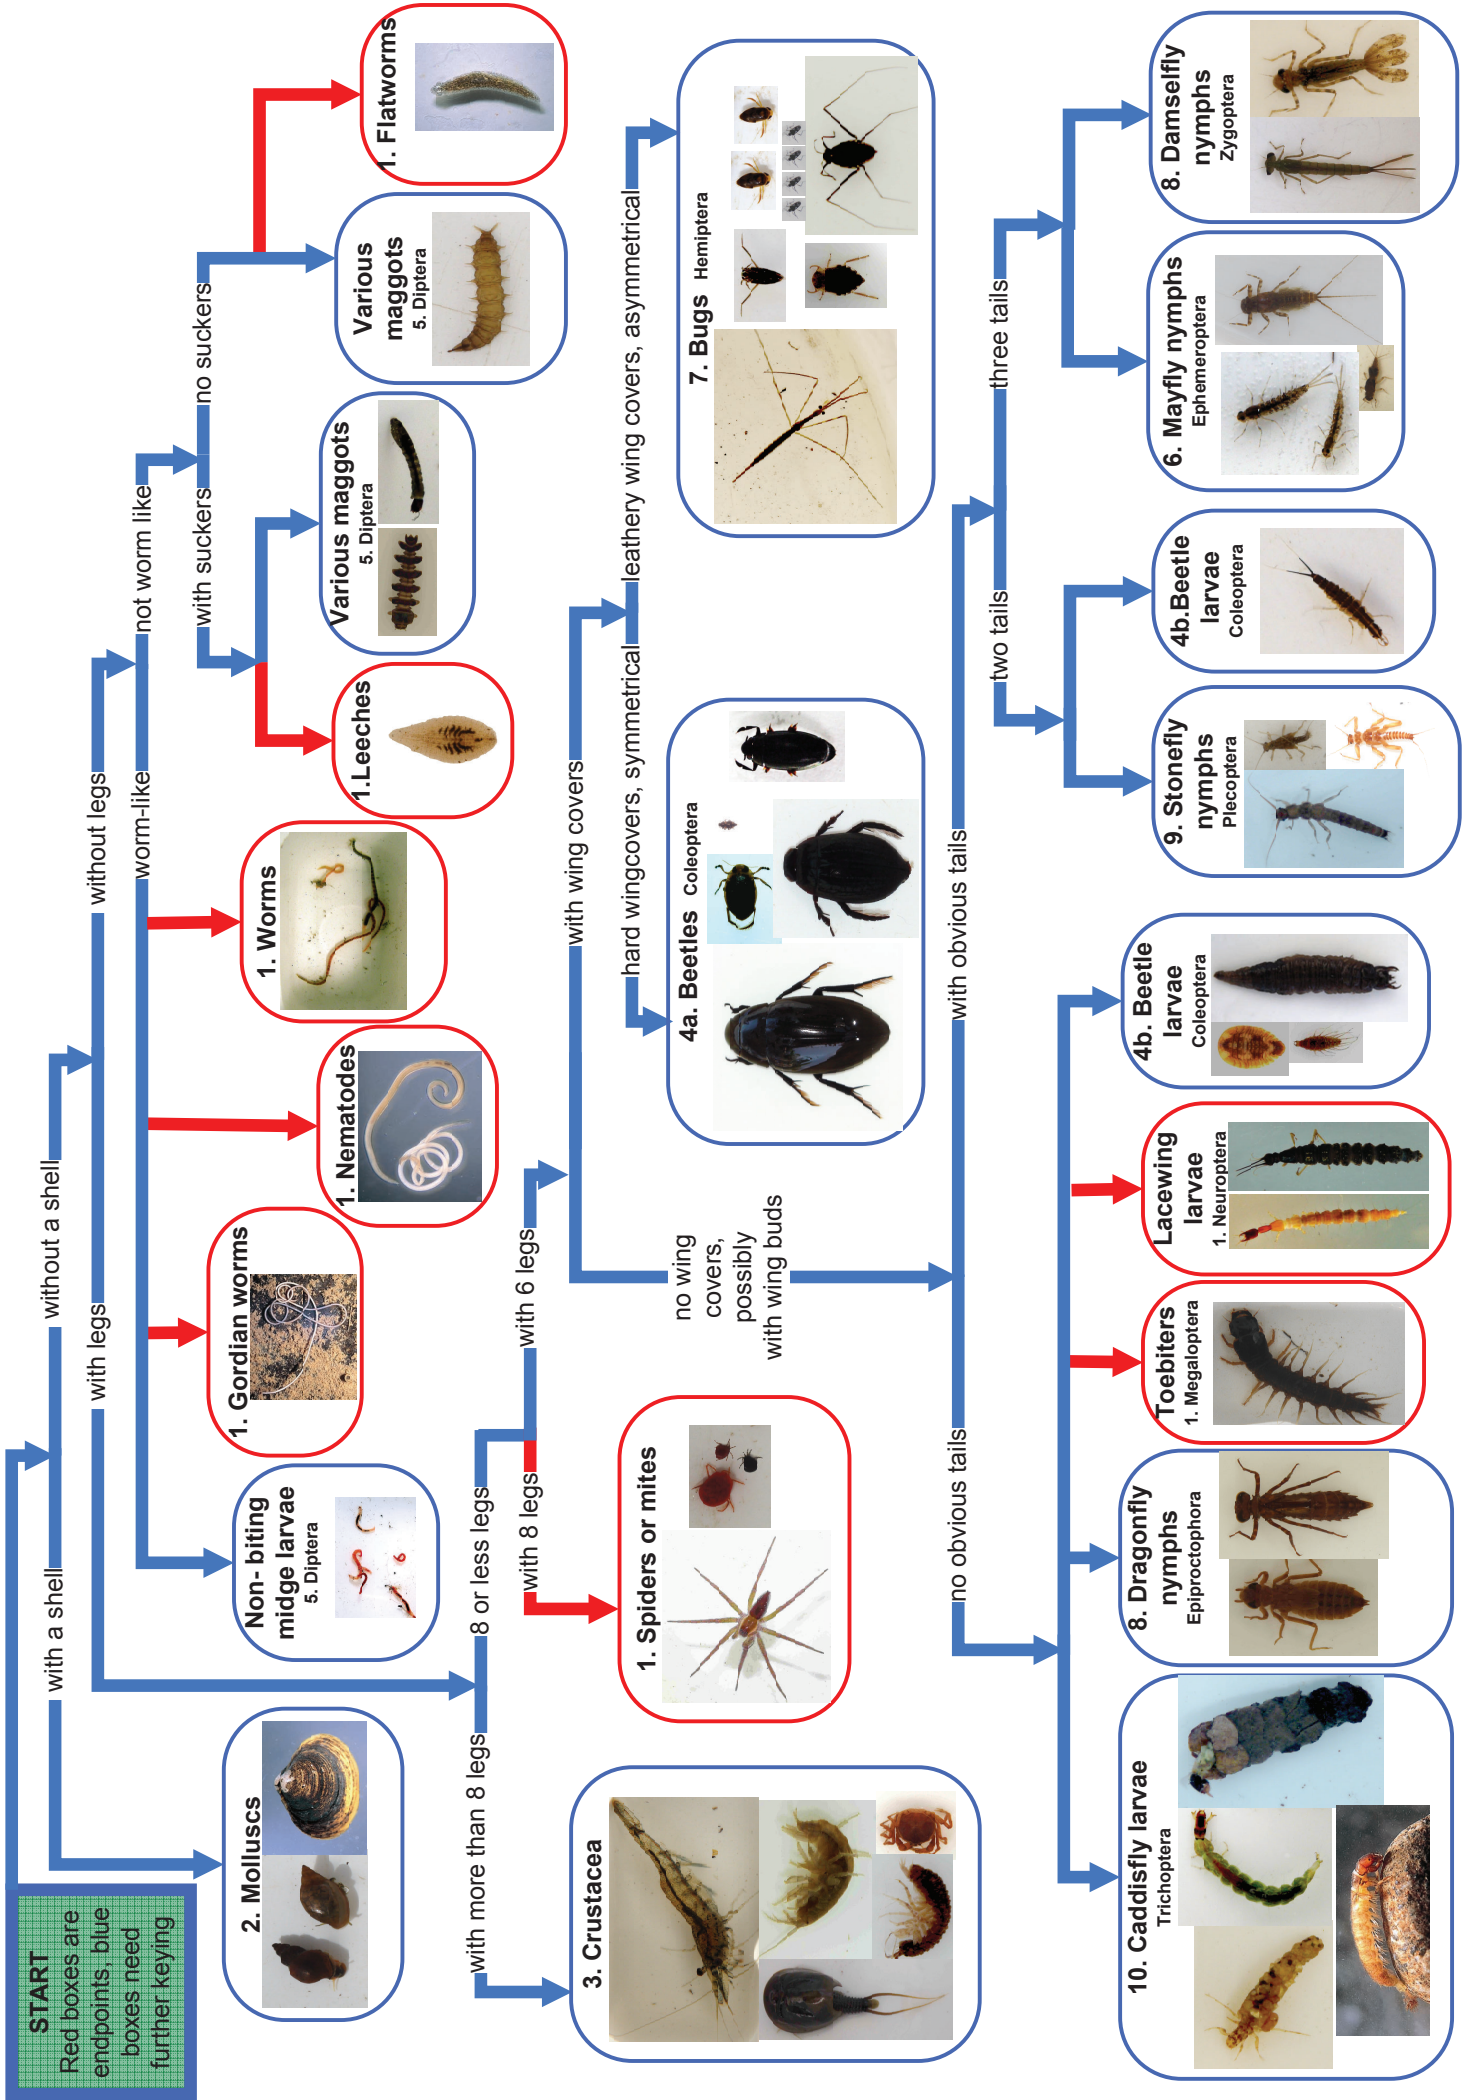 START
Red boxes are
endpoints, blue
boxes need
further keying
with a shell
without a shell
2. Molluscs
with legs
without legs
worm-like
not worm like
Non- biting
midge larvae
5. Diptera
1. Gordian worms
1. Nematodes
1. Worms
with suckers
no suckers
1.Leeches
Various maggots
5. Diptera
Various
maggots
5. Diptera
1. Flatworms
with more than 8 legs
8 or less legs
3. Crustacea
with 8 legs
with 6 legs
1. Spiders or mites
no wing
covers,
possibly
with wing buds
with wing covers
hard wingcovers, symmetrical
leathery wing covers, asymmetrical
4a. Beetles Coleoptera
7. Bugs Hemiptera
no obvious tails
with obvious tails
two tails
three tails
10. Caddisfly larvae
Trichoptera
8. Dragonfly
nymphs
Epiproctophora
Toebiters
1. Megaloptera
Lacewing
larvae
1. Neuroptera
4b. Beetle
larvae
Coleoptera
9. Stonefly
nymphs
Plecoptera
4b.Beetle
larvae
Coleoptera
6. Mayfly nymphs
Ephemeroptera
8. Damselfly
nymphs
Zygoptera